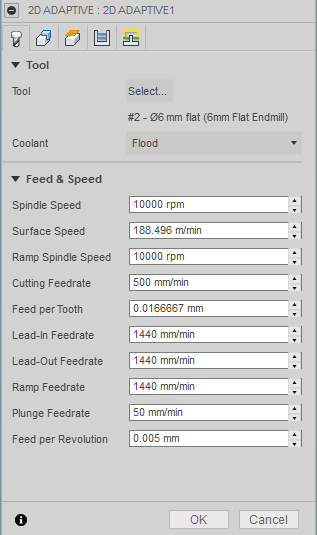 2D ADAPTIVE : 2D ADAPTIVE1
Tool
Tool Select...
#2 - Ø6 mm flat (6mm Flat Endmill)
Coolant Flood
Feed & Speed
Spindle Speed 10000 rpm
Surface Speed 188.496 m/min
Ramp Spindle Speed 10000 rpm
Cutting Feedrate 500 mm/min
Feed per Tooth 0.0166667 mm
Lead-In Feedrate 1440 mm/min
Lead-Out Feedrate 1440 mm/min
Ramp Feedrate 1440 mm/min
Plunge Feedrate 50 mm/min
Feed per Revolution 0.005 mm
OK Cancel